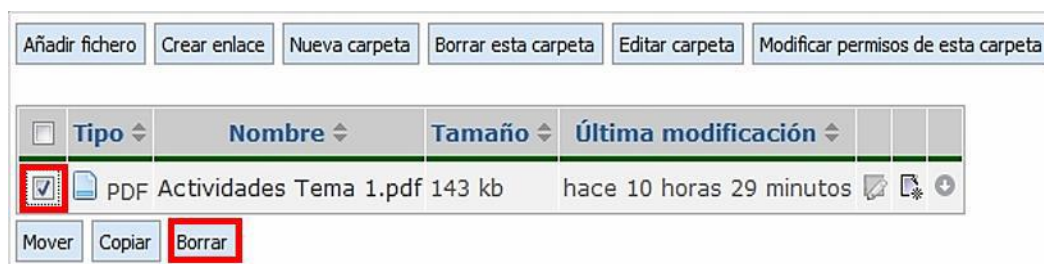 Añadir fichero Crear enlace Nueva carpeta Borrar esta carpeta Editar carpeta Modificar permisos de esta carpeta
Tipo Nombre Tamaño Última modificación
PDF Actividades Tema 1.pdf 143 kb hace 10 horas 29 minutos
Mover Copiar Borrar